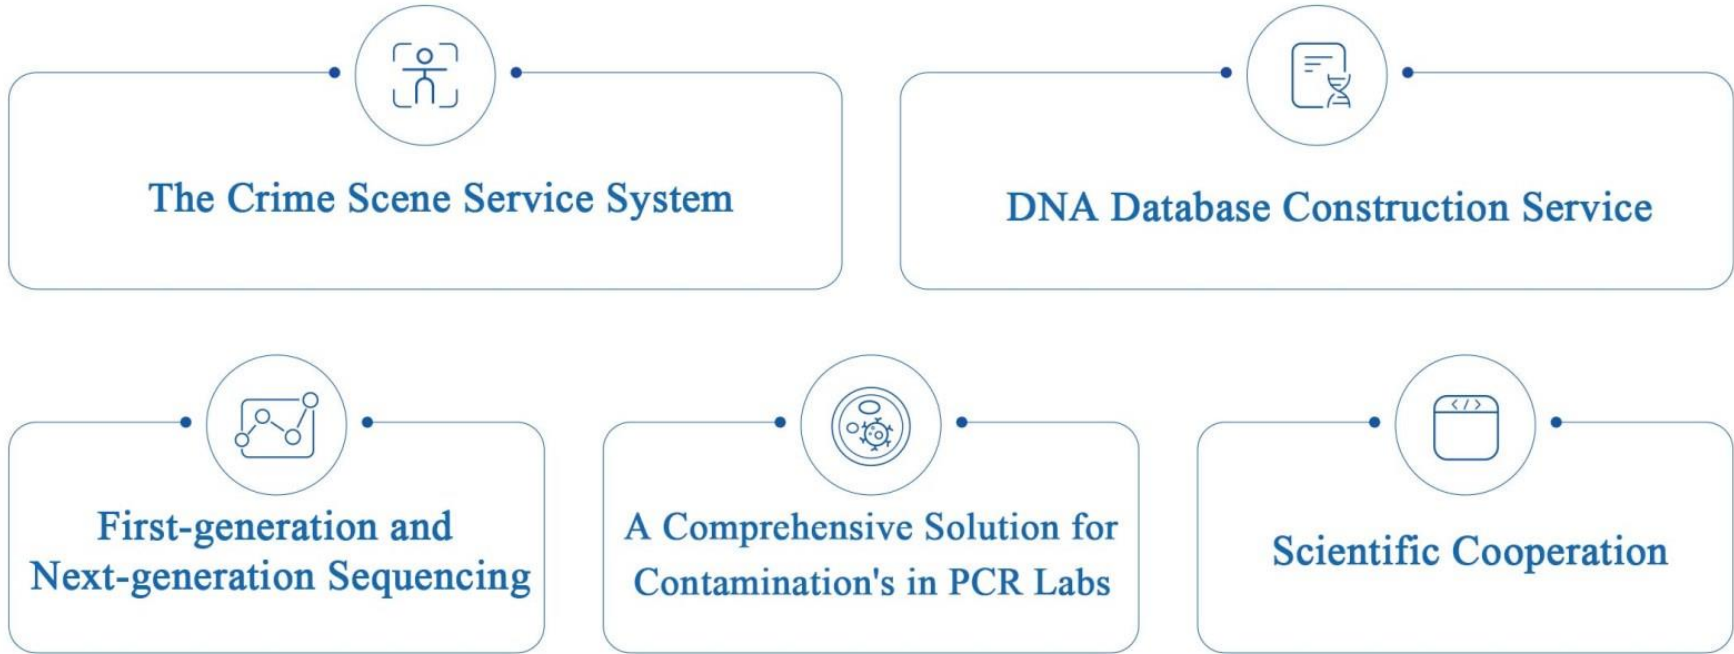 The Crime Scene Service System
DNA Database Construction Service
First-generation and
Next-generation Sequencing
A Comprehensive Solution for
Contamination's in PCR Labs
</>
Scientific Cooperation